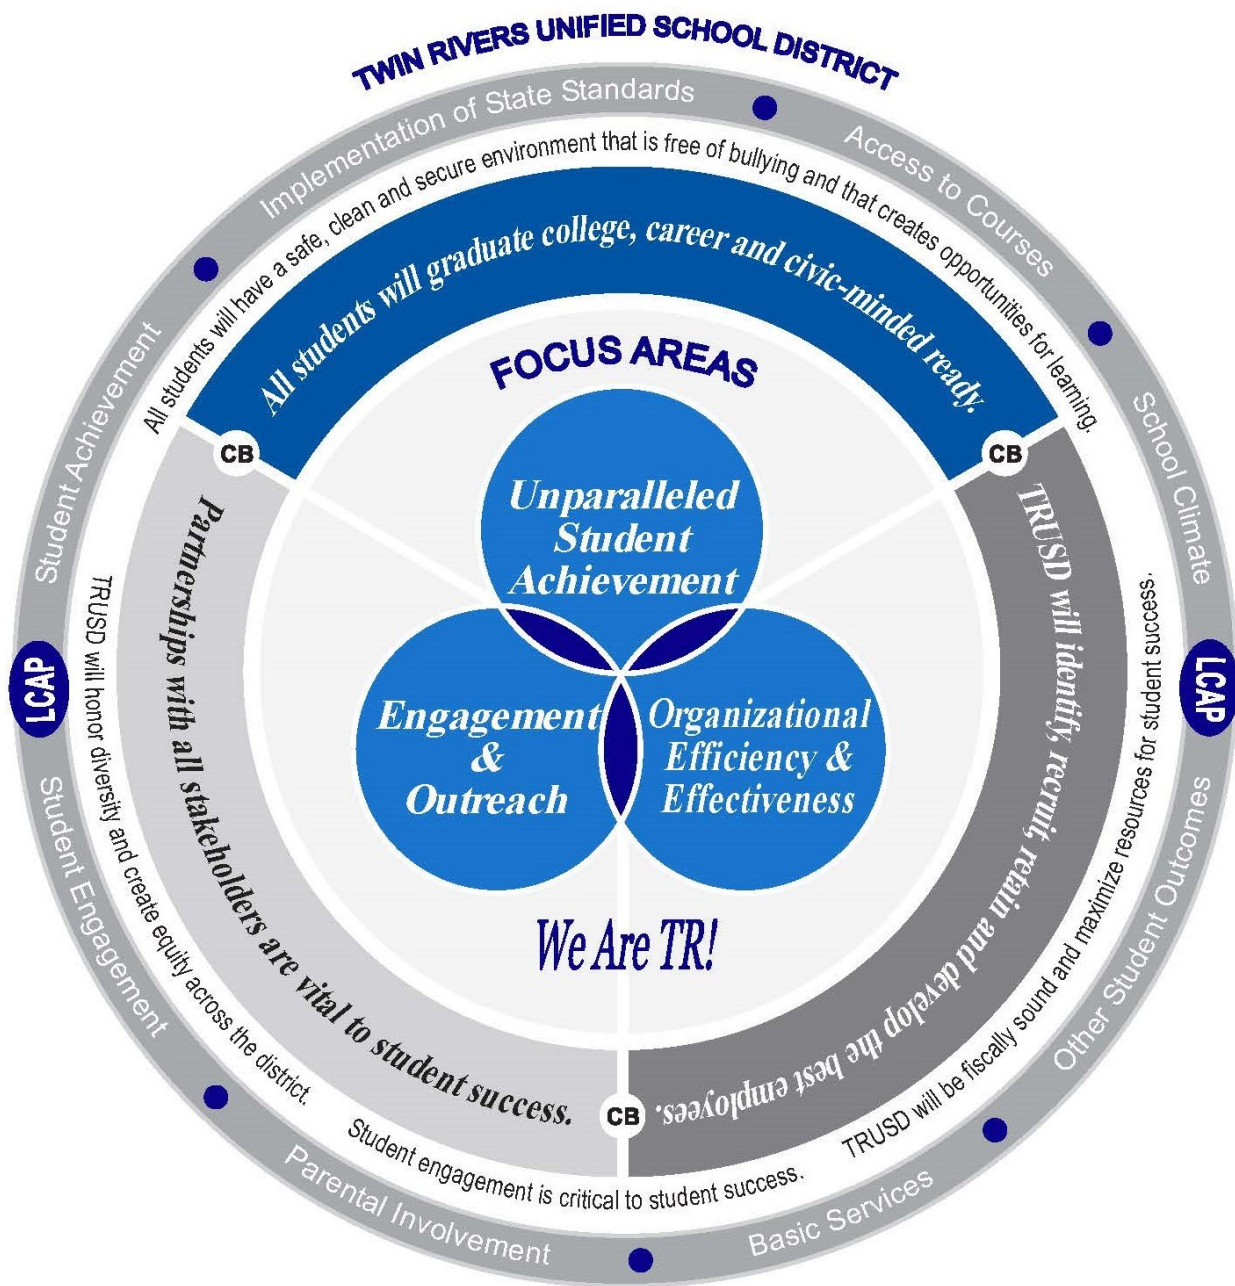 TWIN RIVERS UNIFIED SCHOOL DISTRICT
Implementation of State Standards
Access to Courses
School Climate
LCAP
Other Student Outcomes
Basic Services
Parental Involvement
Student Engagement
LCAP
Student Achievement
All students will have a safe, clean and secure environment that is free of bullying and that creates opportunities for learning.
TRUSD will be fiscally sound and maximize resources for student success.
Student engagement is critical to student success.
TRUSD will honor diversity and create equity across the district.
All students will graduate college, career and civic-minded ready.
CB
TRUSD will identify, recruit, retain and develop the best employees.
CB
Partnerships with all stakeholders are vital to student success.
CB
FOCUS AREAS
Unparalleled
Student
Achievement
Engagement
&
Outreach
Organizational
Efficiency &
Effectiveness
We Are TR!